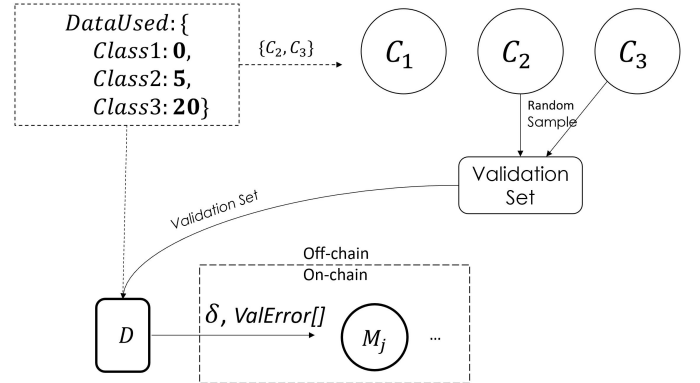 DataUsed: {
Class1: 0,
Class2: 5,
Class3: 20}
{C₂, C₃}
C₁
C₂
C₃
Random
Sample
Validation
Set
Validation Set
Off-chain
On-chain
D
δ, ValError[]
Mⱼ
...